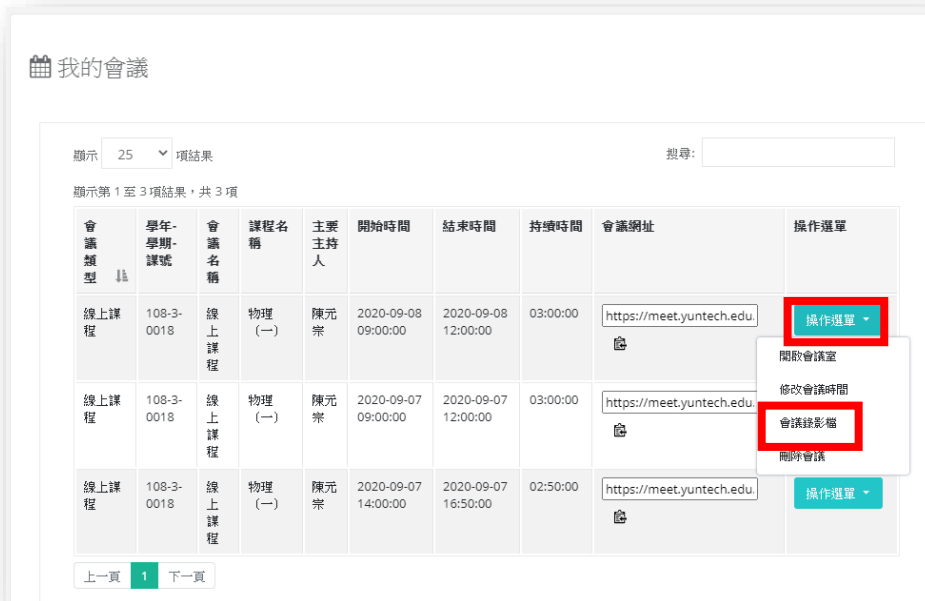 我的會議
顯示 25 項結果
搜尋:
顯示第 1 至 3 項結果，共 3 項
會議類型 學年-學期-課號 會議名稱 課程名稱 主要主持人 開始時間 結束時間 持續時間 會議網址 操作選單
線上課程 108-3-0018 線上課程 物理（一） 陳元宗 2020-09-08 09:00:00 2020-09-08 12:00:00 03:00:00 https://meet.yuntech.edu. 操作選單
開啟會議室
修改會議時間
會議錄影檔
刪除會議
線上課程 108-3-0018 線上課程 物理（一） 陳元宗 2020-09-07 09:00:00 2020-09-07 12:00:00 03:00:00 https://meet.yuntech.edu.
線上課程 108-3-0018 線上課程 物理（一） 陳元宗 2020-09-07 14:00:00 2020-09-07 16:50:00 02:50:00 https://meet.yuntech.edu. 操作選單
上一頁 1 下一頁